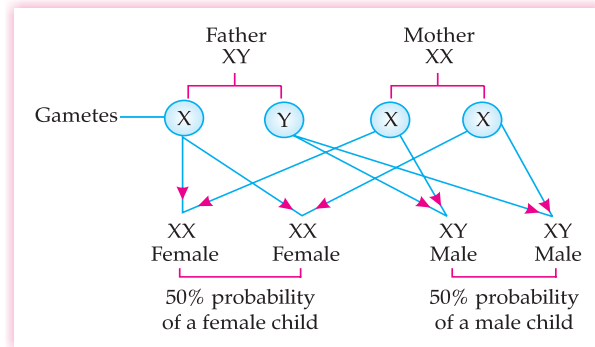 Father Mother
XY XX
Gametes X Y X X
XX XX XY XY
Female Female Male Male
50% probability 50% probability
of a female child of a male child